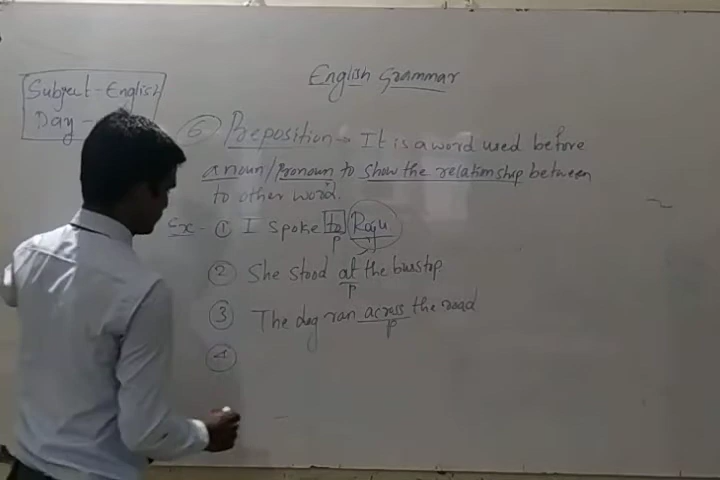 English Grammar
Subject - English
Day -
⑥ Preposition → It is a word used before
a noun/pronoun to show the relationship between
to other word.
Ex - ① I spoke to Raju
P
② She stood at the busstop
P
③ The dog ran across the road
P
④